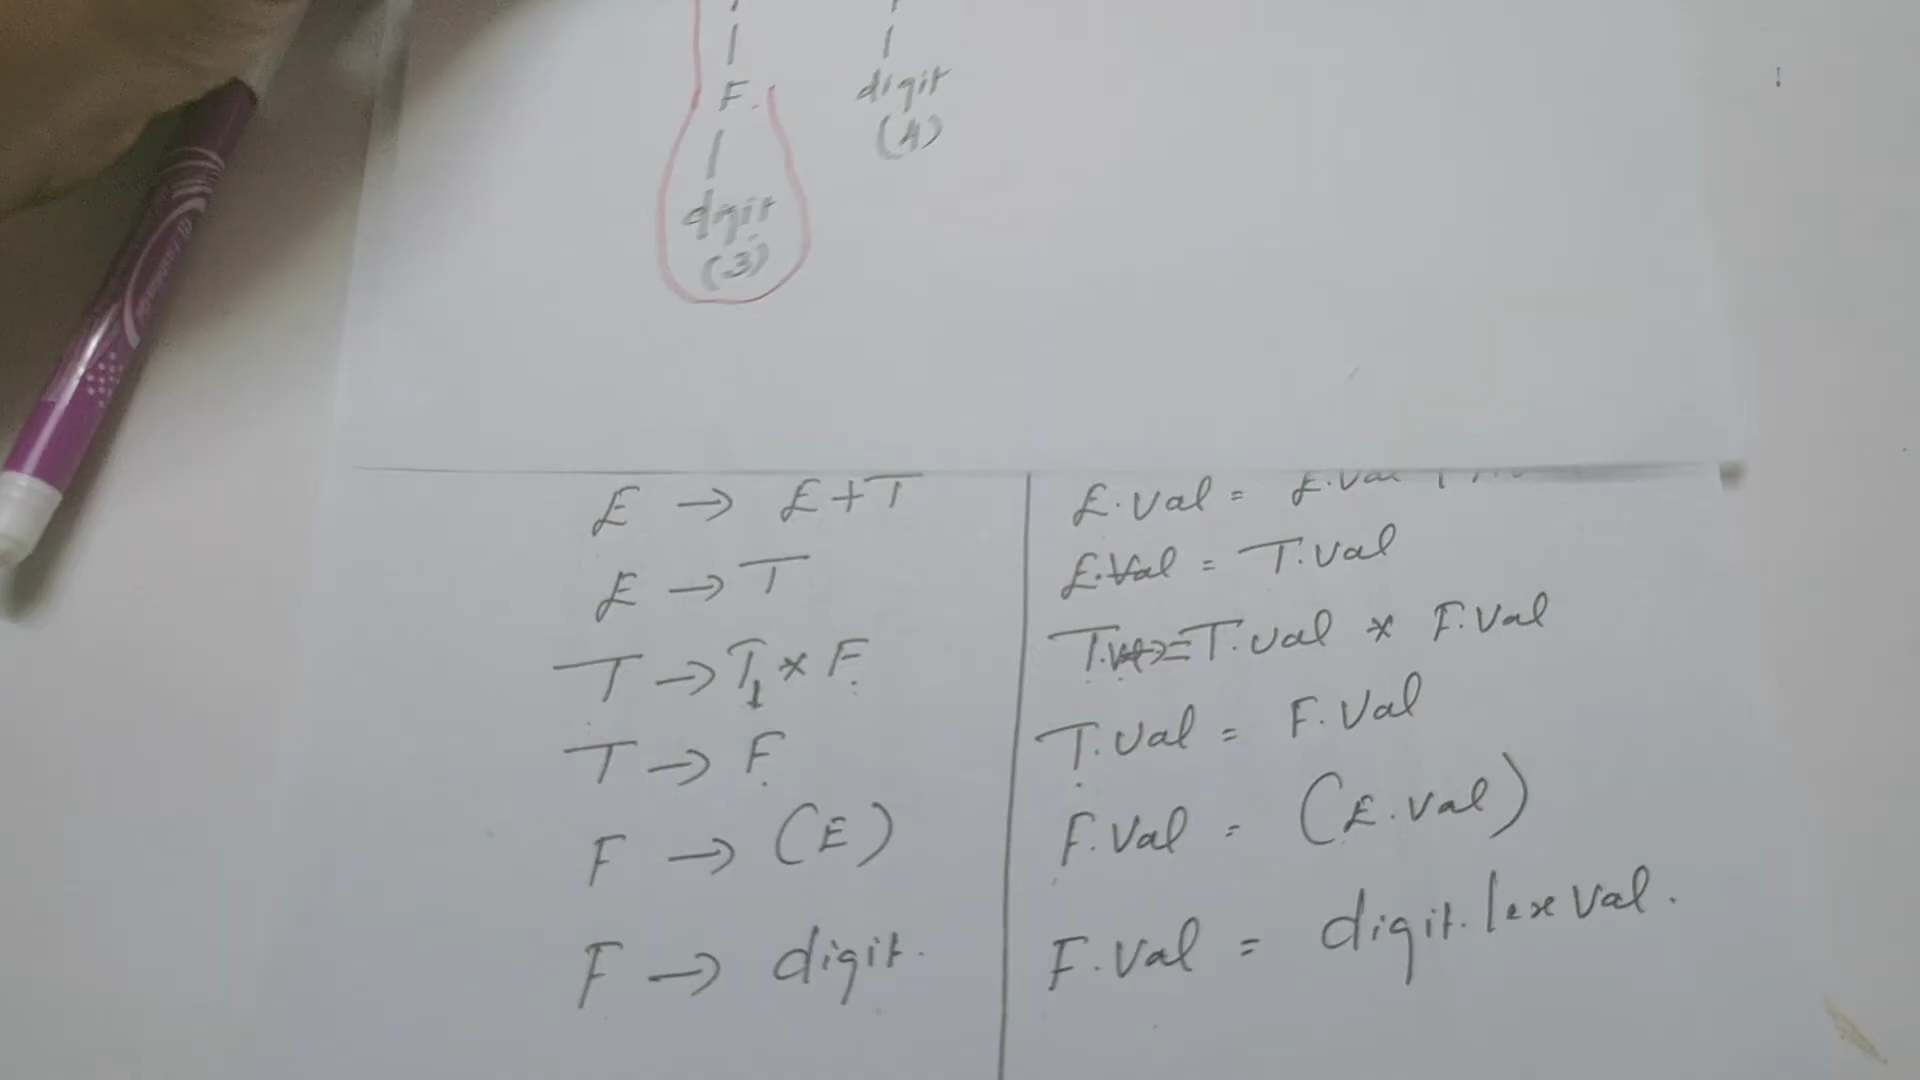 F.
digit
(4)
digit
(3)
E → E+T
E.val = E.val
E → T
E.val = T.val
T → T₁ * F
T.val = T.val * F.val
T → F
T.val = F.val
F → (E)
F.val = (E.val)
F → digit.
F.val = digit.lexval.